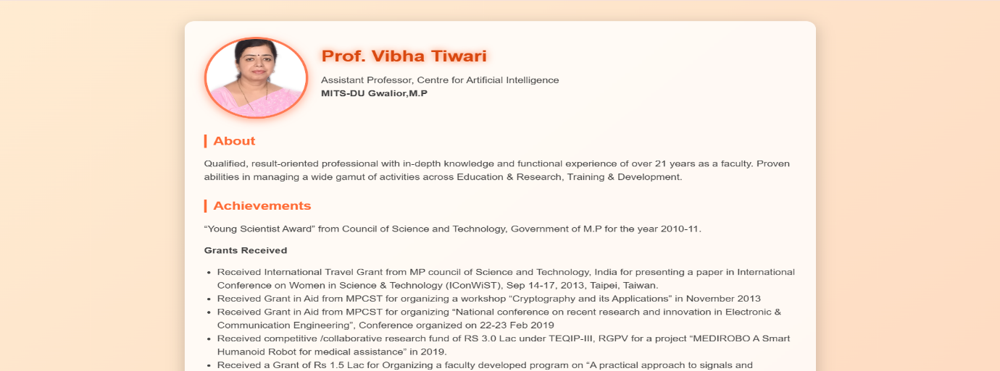 Prof. Vibha Tiwari
Assistant Professor, Centre for Artificial Intelligence
MITS-DU Gwalior,M.P
About
Qualified, result-oriented professional with in-depth knowledge and functional experience of over 21 years as a faculty. Proven
abilities in managing a wide gamut of activities across Education & Research, Training & Development.
Achievements
“Young Scientist Award” from Council of Science and Technology, Government of M.P for the year 2010-11.
Grants Received
• Received International Travel Grant from MP council of Science and Technology, India for presenting a paper in International
Conference on Women in Science & Technology (IConWiST), Sep 14-17, 2013, Taipei, Taiwan.
• Received Grant in Aid from MPCST for organizing a workshop “Cryptography and its Applications” in November 2013
• Received Grant in Aid from MPCST for organizing “National conference on recent research and innovation in Electronic &
Communication Engineering”, Conference organized on 22-23 Feb 2019
• Received competitive /collaborative research fund of RS 3.0 Lac under TEQIP-III, RGPV for a project “MEDIROBO A Smart
Humanoid Robot for medical assistance” in 2019.
• Received a Grant of Rs 1.5 Lac for Organizing a faculty developed program on “A practical approach to signals and